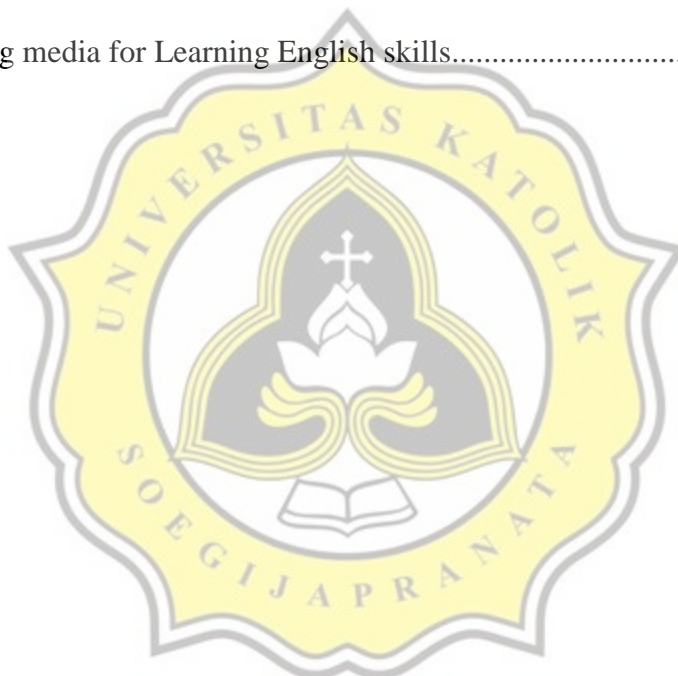 g media for Learning English skills............................
UNIVERSITAS KATOLIK
SOEGIJAPRANATA